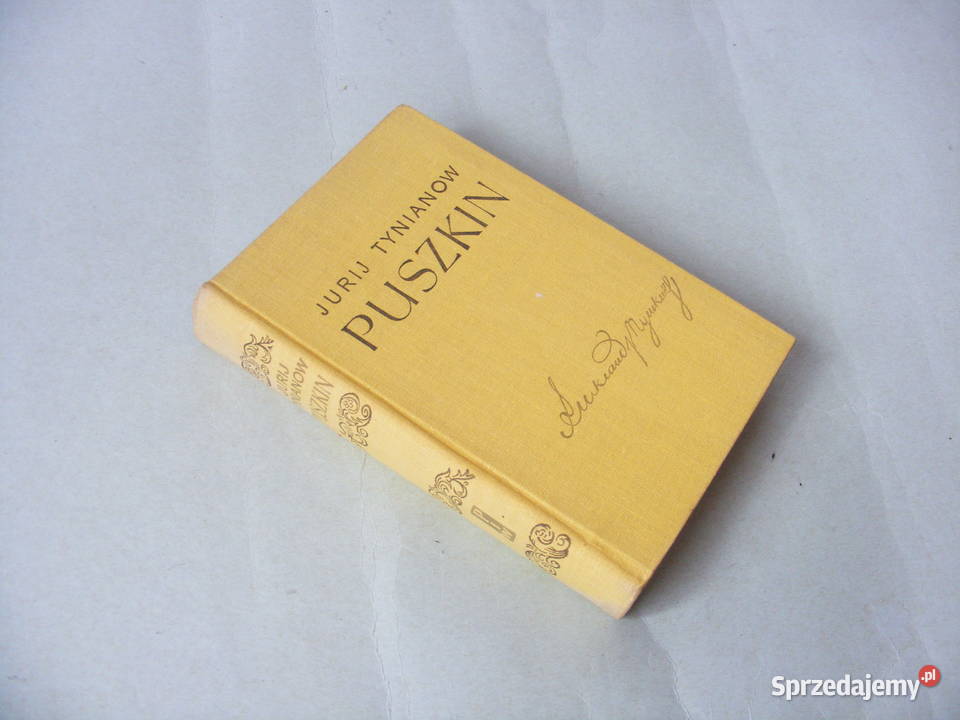 JURIJ TYNIANOW
PUSZKIN
JURIJ
TYNIANOW
PUSZKIN
Sprzedajemy.pl